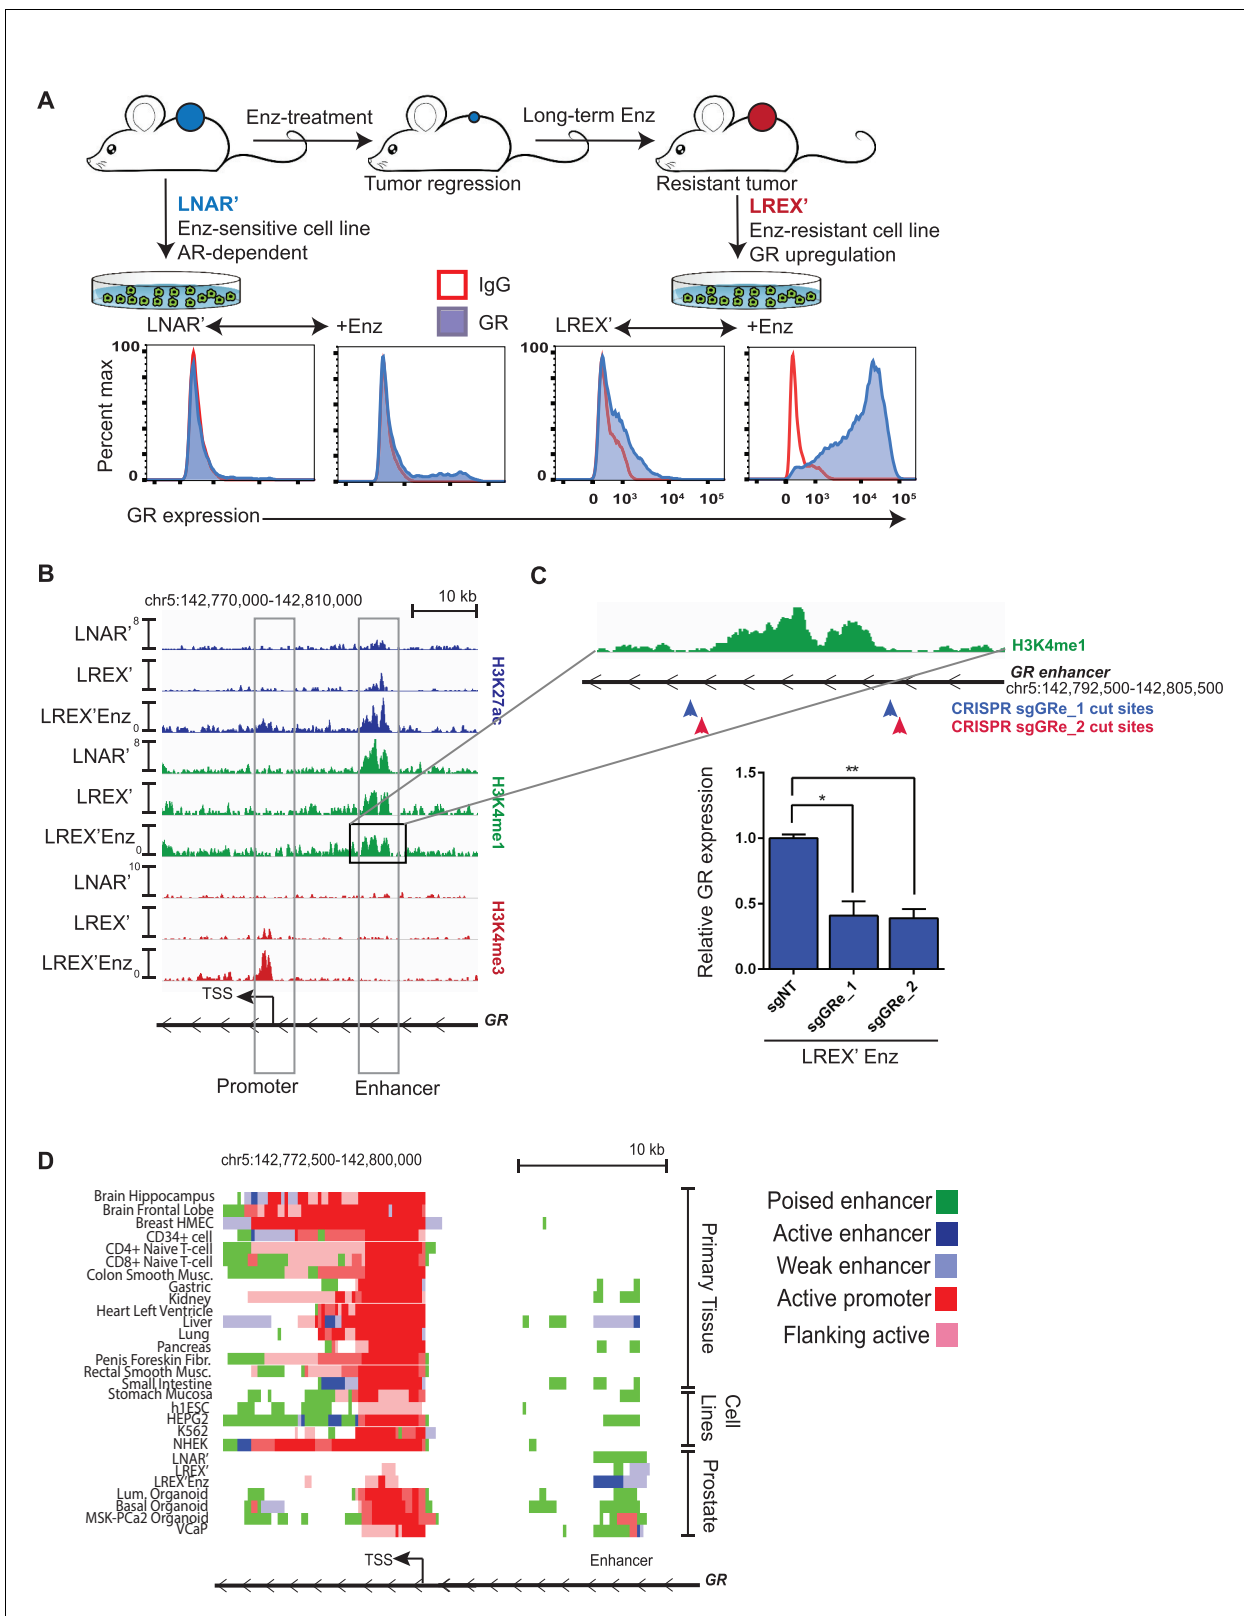 A
Enz-treatment
Long-term Enz
Tumor regression
Resistant tumor
LNAR’
Enz-sensitive cell line
AR-dependent
LREX’
Enz-resistant cell line
GR upregulation
IgG
GR
LNAR’
+Enz
LREX’
+Enz
100
0
Percent max
100
0
0 10³ 10⁴ 10⁵
0 10³ 10⁴ 10⁵
GR expression
B
chr5:142,770,000-142,810,000
10 kb
LNAR’
8
LREX’
LREX’Enz
0
H3K27ac
LNAR’
8
LREX’
LREX’Enz
0
H3K4me1
LNAR’
10
LREX’
LREX’Enz
0
H3K4me3
TSS
GR
Promoter
Enhancer
C
H3K4me1
GR enhancer
chr5:142,792,500-142,805,500
CRISPR sgGRe_1 cut sites
CRISPR sgGRe_2 cut sites
Relative GR expression
1.5
1.0
0.5
0.0
*
**
sgNT
sgGRe_1
sgGRe_2
LREX’ Enz
D
chr5:142,772,500-142,800,000
10 kb
Brain Hippocampus
Brain Frontal Lobe
Breast HMEC
CD34+ cell
CD4+ Naive T-cell
CD8+ Naive T-cell
Colon Smooth Musc.
Gastric
Kidney
Heart Left Ventricle
Liver
Lung
Pancreas
Penis Foreskin Fibr.
Rectal Smooth Musc.
Small Intestine
Stomach Mucosa
h1ESC
HEPG2
K562
NHEK
LNAR’
LREX’
LREX’Enz
Lum. Organoid
Basal Organoid
MSK-PCa2 Organoid
VCaP
Primary Tissue
Cell Lines
Prostate
Poised enhancer
Active enhancer
Weak enhancer
Active promoter
Flanking active
TSS
Enhancer
GR